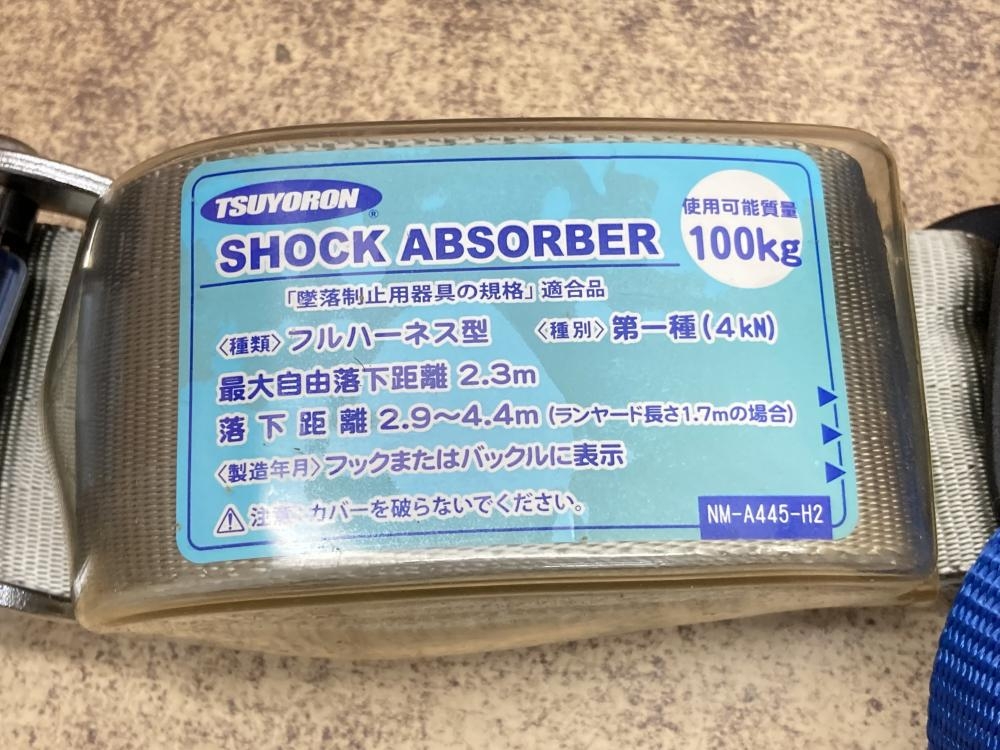 TSUYORON®
使用可能質量
100kg
SHOCK ABSORBER
「墜落制止用器具の規格」適合品
〈種類〉フルハーネス型 〈種別〉第一種(4kN)
最大自由落下距離 2.3m
落下距離 2.9〜4.4m (ランヤード長さ1.7mの場合)
〈製造年月〉フックまたはバックルに表示
⚠ 注 カバーを破らないでください。
NM-A445-H2